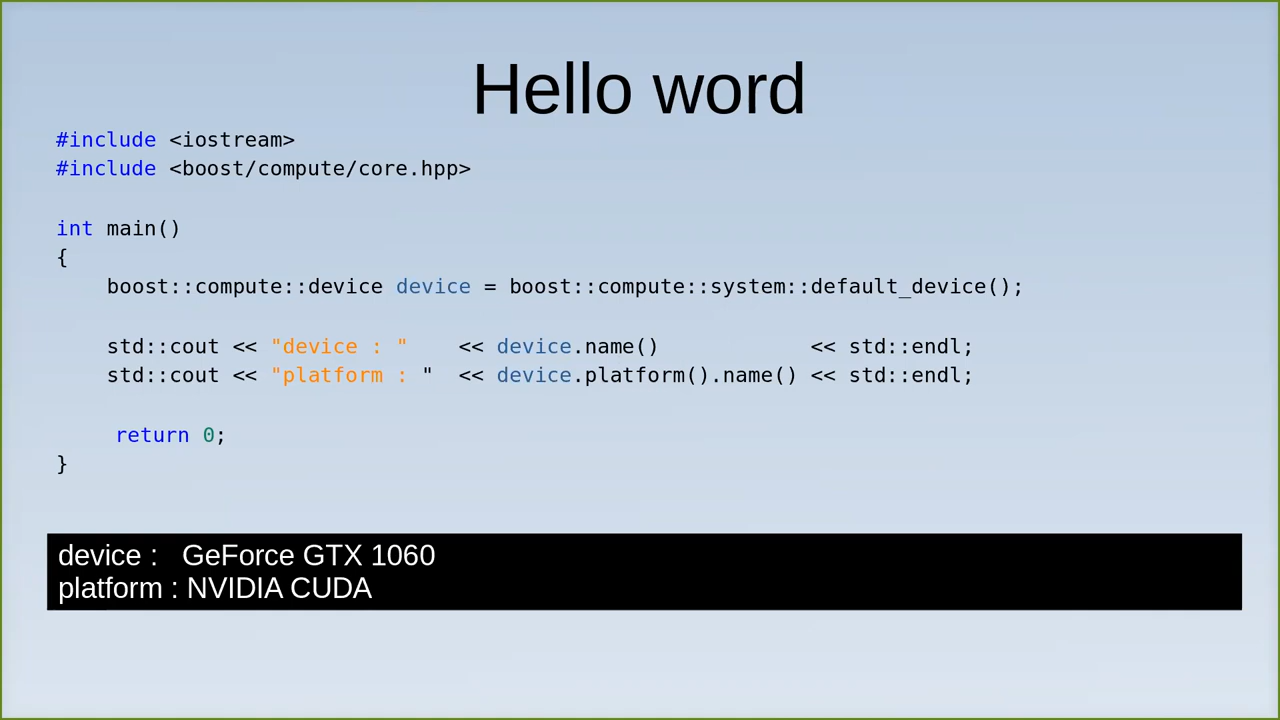 Hello word
#include <iostream>
#include <boost/compute/core.hpp>
int main()
{
    boost::compute::device device = boost::compute::system::default_device();
    std::cout << "device : "    << device.name()            << std::endl;
    std::cout << "platform : "  << device.platform().name() << std::endl;
    return 0;
}
device :   GeForce GTX 1060
platform : NVIDIA CUDA